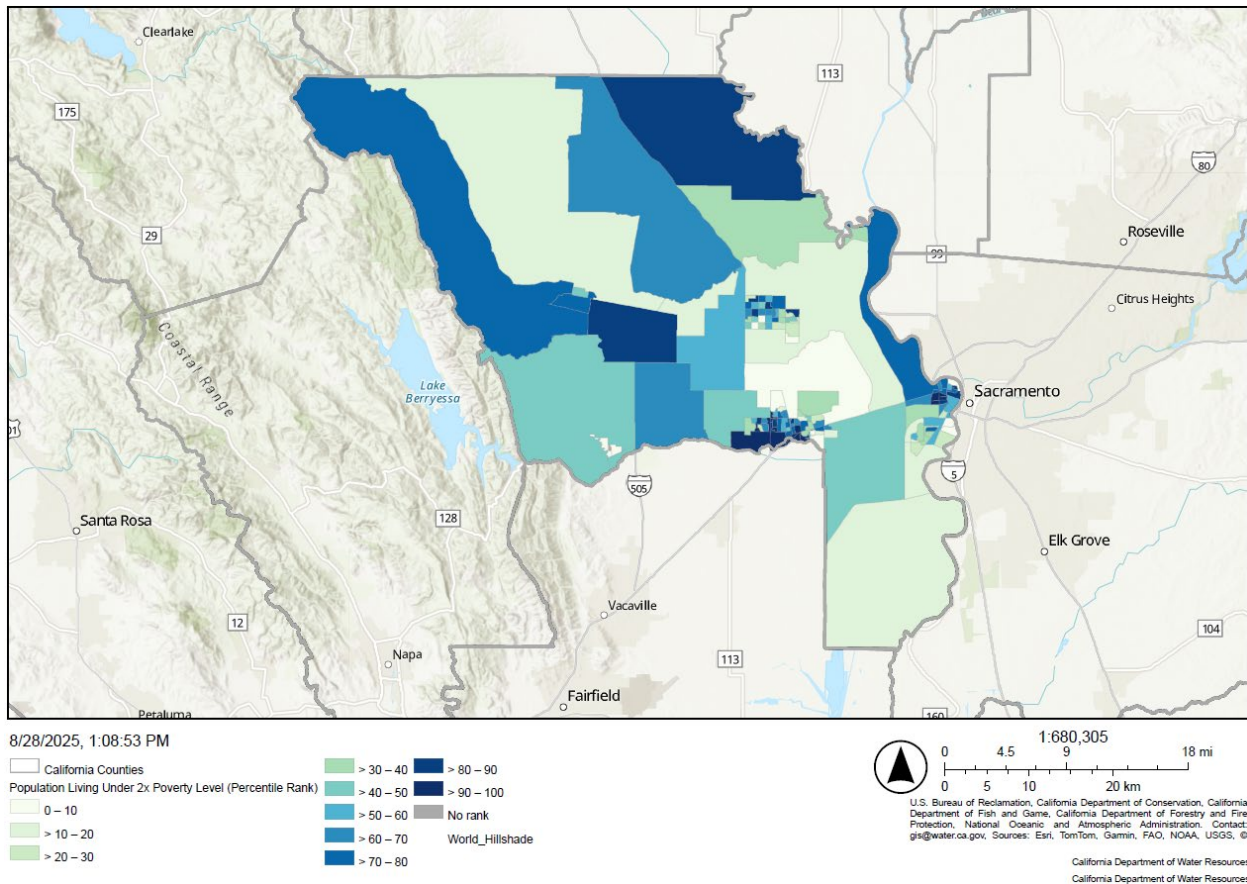 Clearlake
113
175
80
29
Roseville
99
Citrus Heights
Coastal Range
Lake
Berryessa
Sacramento
505
5
Santa Rosa
128
Elk Grove
Vacaville
12
104
Napa
113
Fairfield
Petaluma
160
8/28/2025, 1:08:53 PM
California Counties
Population Living Under 2x Poverty Level (Percentile Rank)
0 – 10
> 10 – 20
> 20 – 30
> 30 – 40
> 40 – 50
> 50 – 60
> 60 – 70
> 70 – 80
> 80 – 90
> 90 – 100
No rank
World_Hillshade
1:680,305
0 4.5 9 18 mi
0 5 10 20 km
U.S. Bureau of Reclamation, California Department of Conservation, California
Department of Fish and Game, California Department of Forestry and Fire
Protection, National Oceanic and Atmospheric Administration. Contact:
gis@water.ca.gov, Sources: Esri, TomTom, Garmin, FAO, NOAA, USGS, ©
California Department of Water Resources
California Department of Water Resources